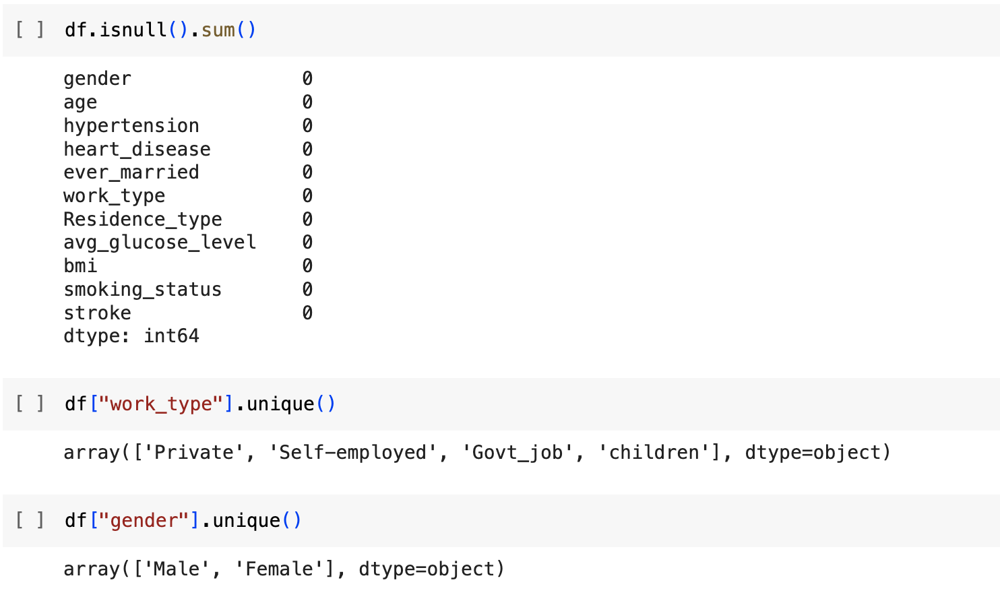 [ ] df.isnull().sum()
gender 0
age 0
hypertension 0
heart_disease 0
ever_married 0
work_type 0
Residence_type 0
avg_glucose_level 0
bmi 0
smoking_status 0
stroke 0
dtype: int64
[ ] df["work_type"].unique()
array(['Private', 'Self-employed', 'Govt_job', 'children'], dtype=object)
[ ] df["gender"].unique()
array(['Male', 'Female'], dtype=object)